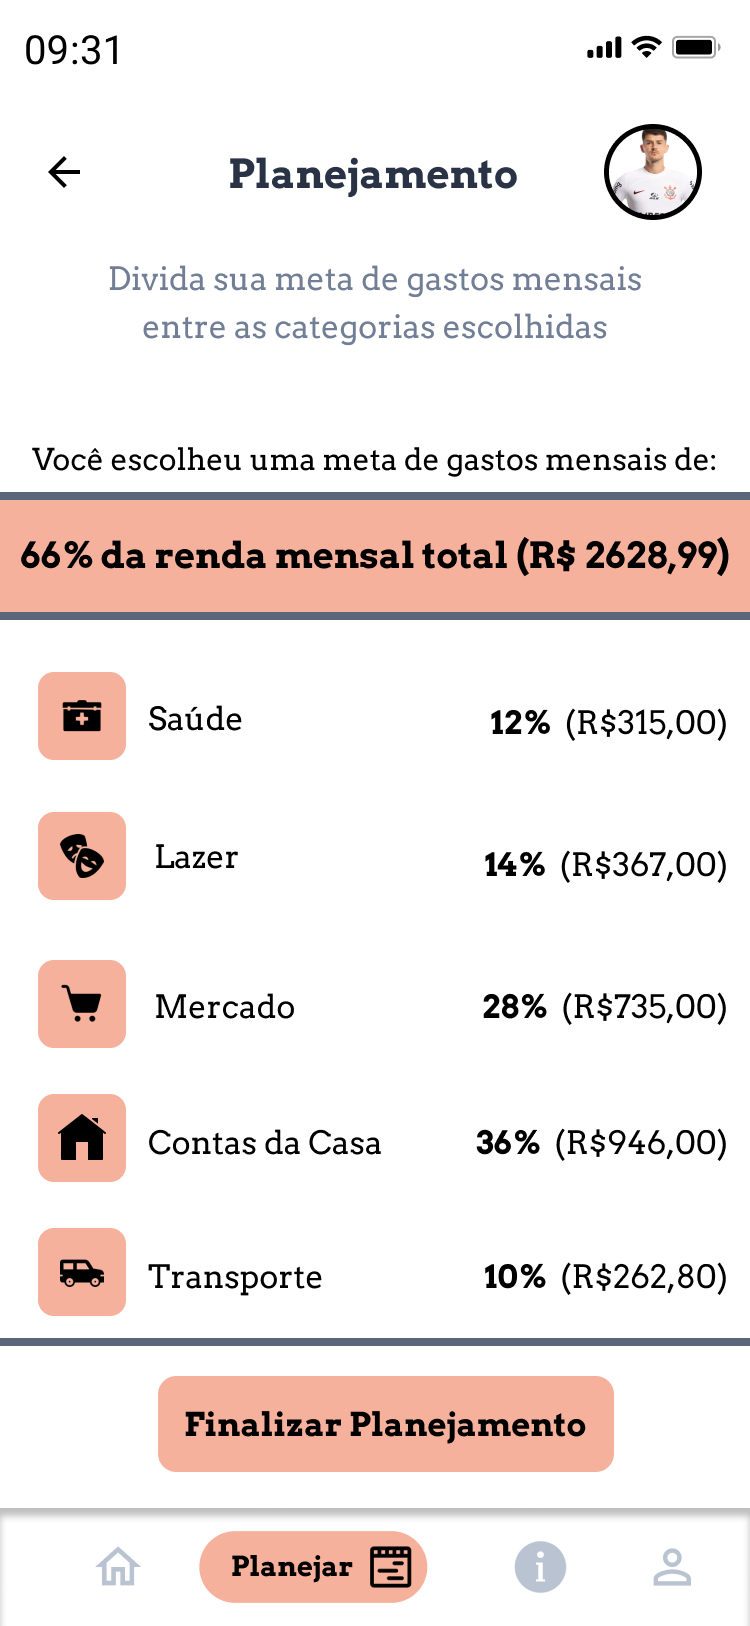 09:31
Planejamento
Divida sua meta de gastos mensais
entre as categorias escolhidas
Você escolheu uma meta de gastos mensais de:
66% da renda mensal total (R$ 2628,99)
Saúde 12% (R$315,00)
Lazer 14% (R$367,00)
Mercado 28% (R$735,00)
Contas da Casa 36% (R$946,00)
Transporte 10% (R$262,80)
Finalizar Planejamento
Planejar